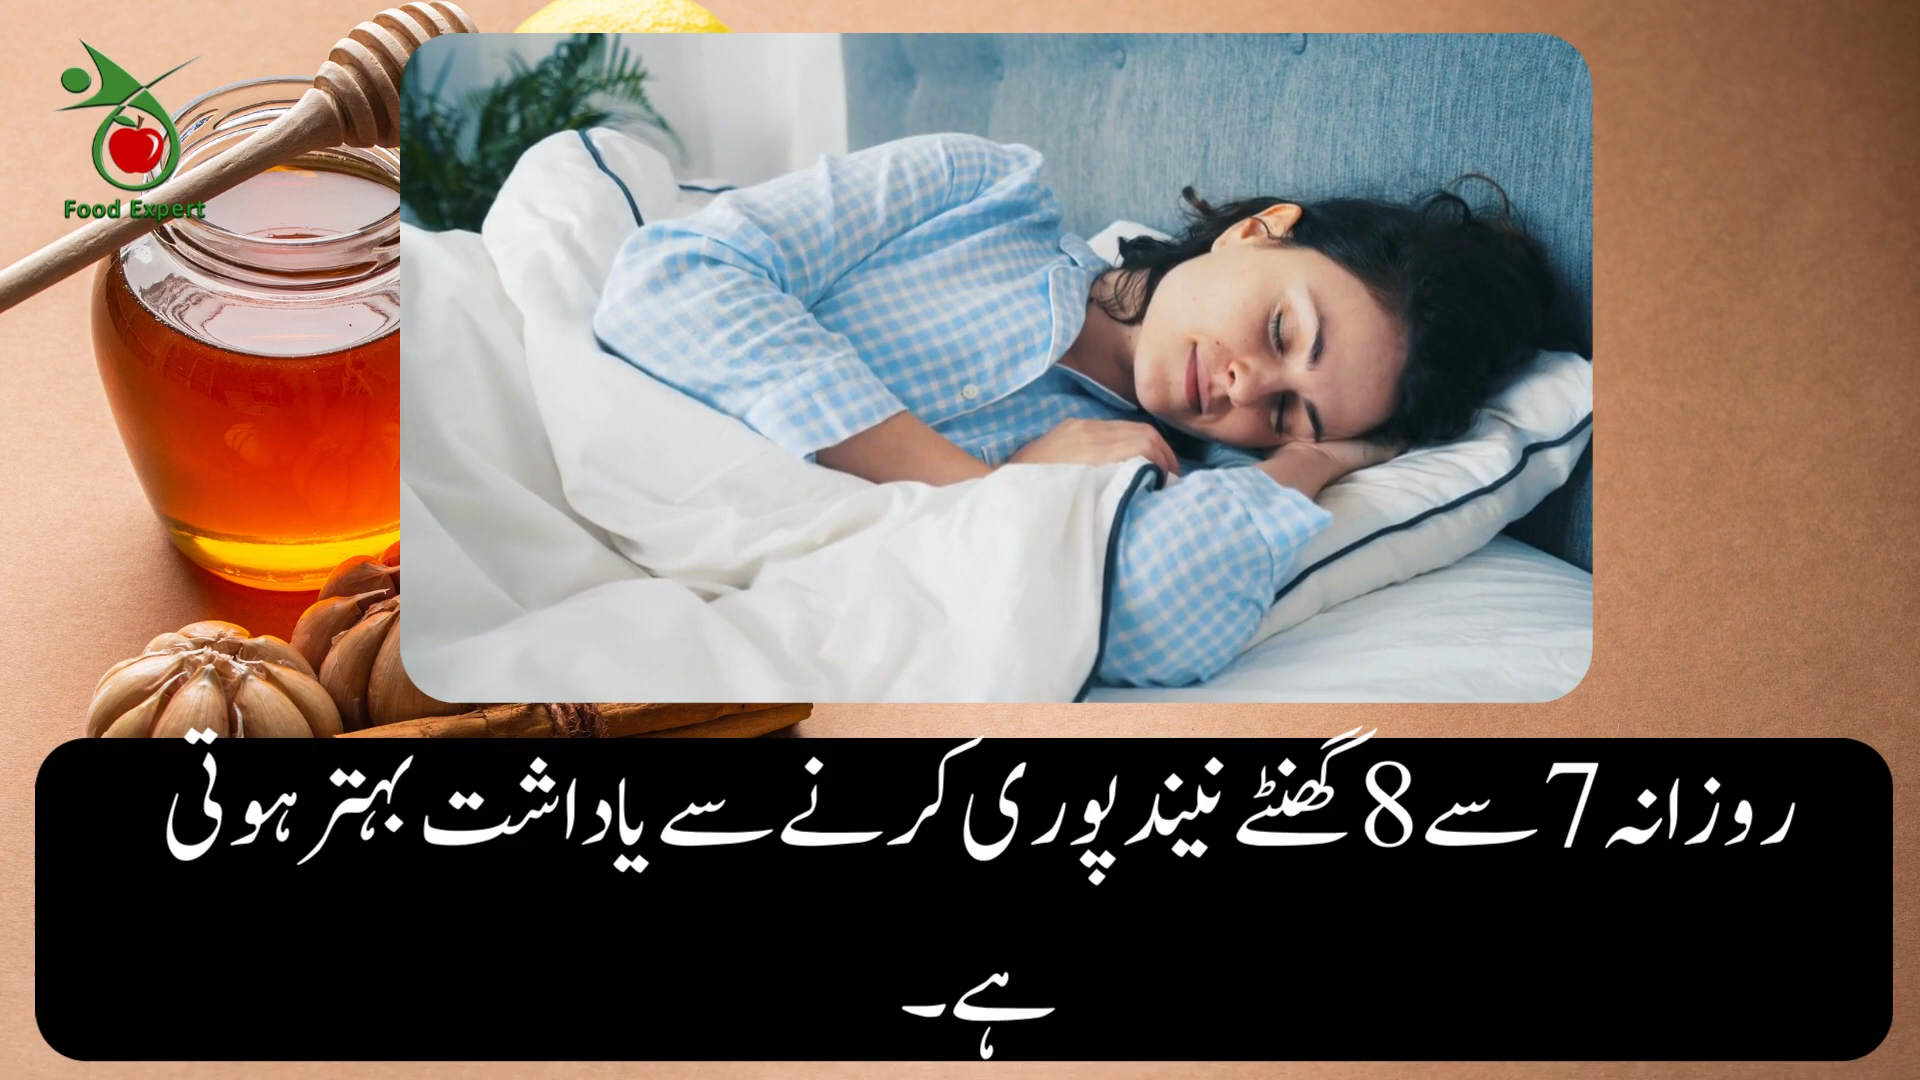 Food Expert
روزانہ 7 سے 8 گھنٹے نیند پوری کرنے سے یاداشت بہتر ہوتی
ہے۔